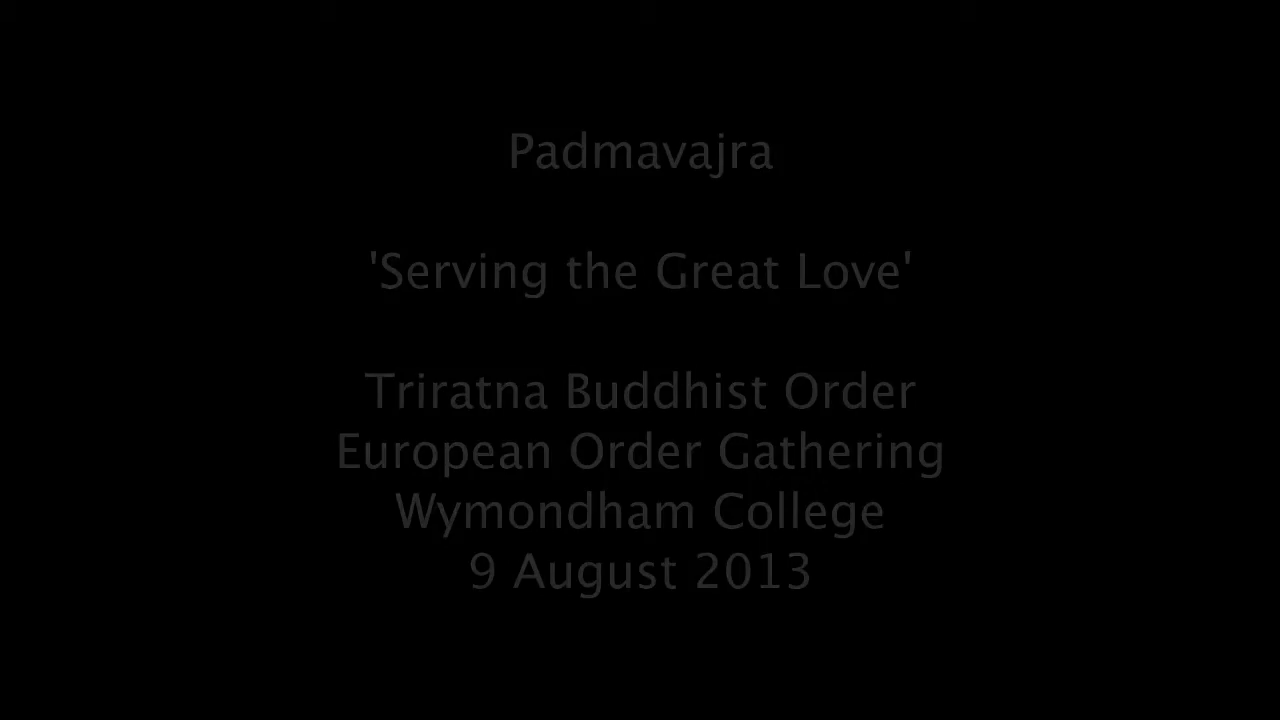 Padmavajra
'Serving the Great Love'
Triratna Buddhist Order
European Order Gathering
Wymondham College
9 August 2013